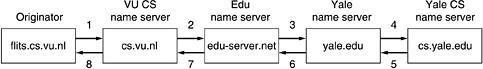 Originator
VU CS
name server
Edu
name server
Yale
name server
Yale CS
name server
flits.cs.vu.nl
1
8
cs.vu.nl
2
7
edu-server.net
3
6
yale.edu
4
5
cs.yale.edu